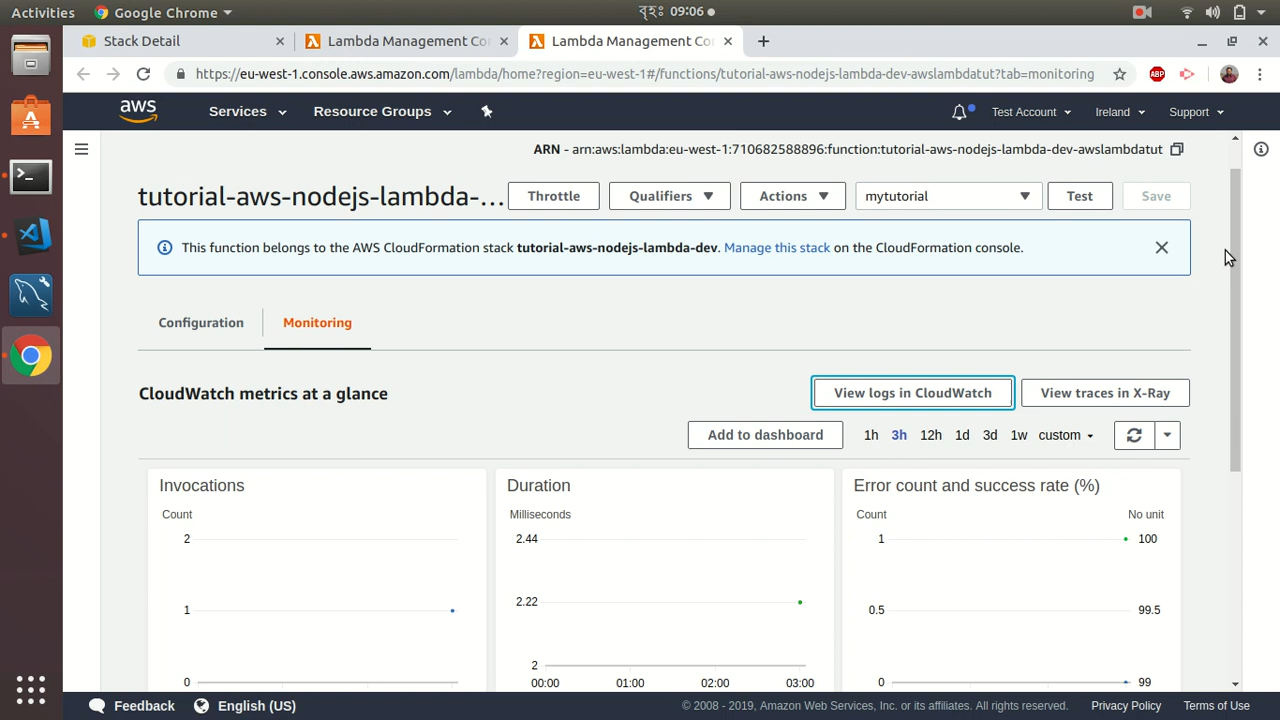 Activities
Google Chrome
বৃহঃ 09:06
Stack Detail
Lambda Management Co
Lambda Management Co
https://eu-west-1.console.aws.amazon.com/lambda/home?region=eu-west-1#/functions/tutorial-aws-nodejs-lambda-dev-awslambdatut?tab=monitoring
ABP
aws
Services
Resource Groups
Test Account
Ireland
Support
ARN - arn:aws:lambda:eu-west-1:710682588896:function:tutorial-aws-nodejs-lambda-dev-awslambdatut
tutorial-aws-nodejs-lambda-...
Throttle
Qualifiers
Actions
mytutorial
Test
Save
This function belongs to the AWS CloudFormation stack tutorial-aws-nodejs-lambda-dev. Manage this stack on the CloudFormation console.
Configuration
Monitoring
CloudWatch metrics at a glance
View logs in CloudWatch
View traces in X-Ray
Add to dashboard
1h 3h 12h 1d 3d 1w custom
Invocations
Count
2
1
0
Duration
Milliseconds
2.44
2.22
2
00:00 01:00 02:00 03:00
Error count and success rate (%)
Count No unit
1 100
0.5 99.5
0 99
Feedback
English (US)
© 2008 - 2019, Amazon Web Services, Inc. or its affiliates. All rights reserved.
Privacy Policy
Terms of Use